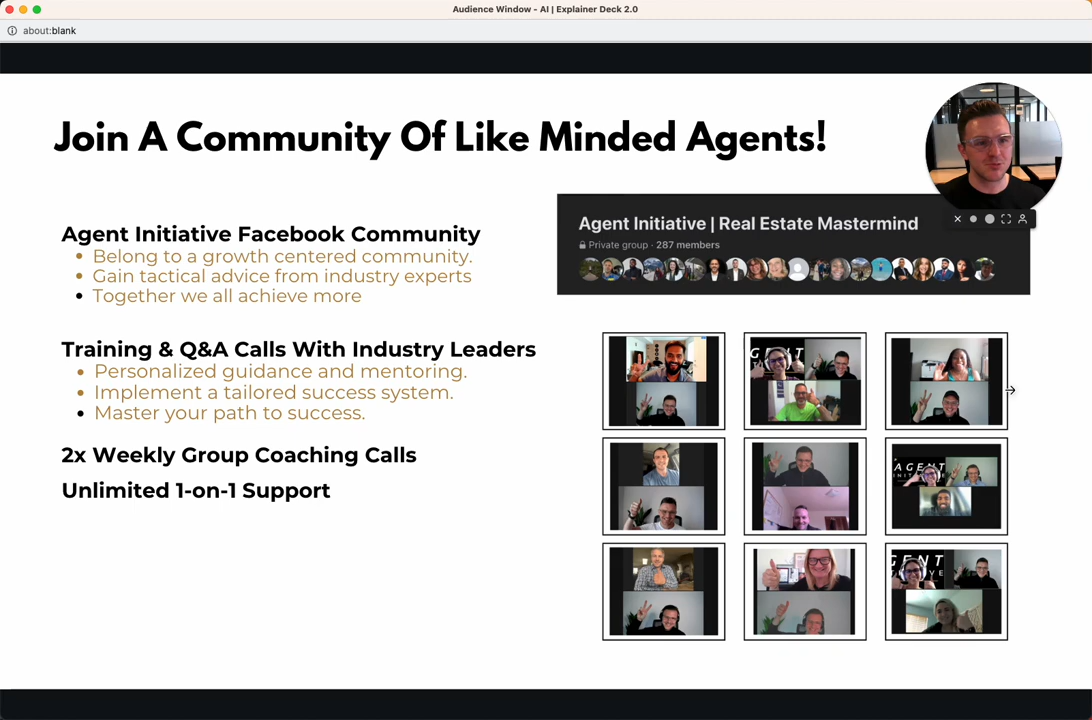 Audience Window - AI | Explainer Deck 2.0
about:blank
Join A Community Of Like Minded Agents!
Agent Initiative Facebook Community
Belong to a growth centered community.
Gain tactical advice from industry experts
Together we all achieve more
Training & Q&A Calls With Industry Leaders
Personalized guidance and mentoring.
Implement a tailored success system.
Master your path to success.
2x Weekly Group Coaching Calls
Unlimited 1-on-1 Support
Agent Initiative | Real Estate Mastermind
Private group · 287 members
AGENT